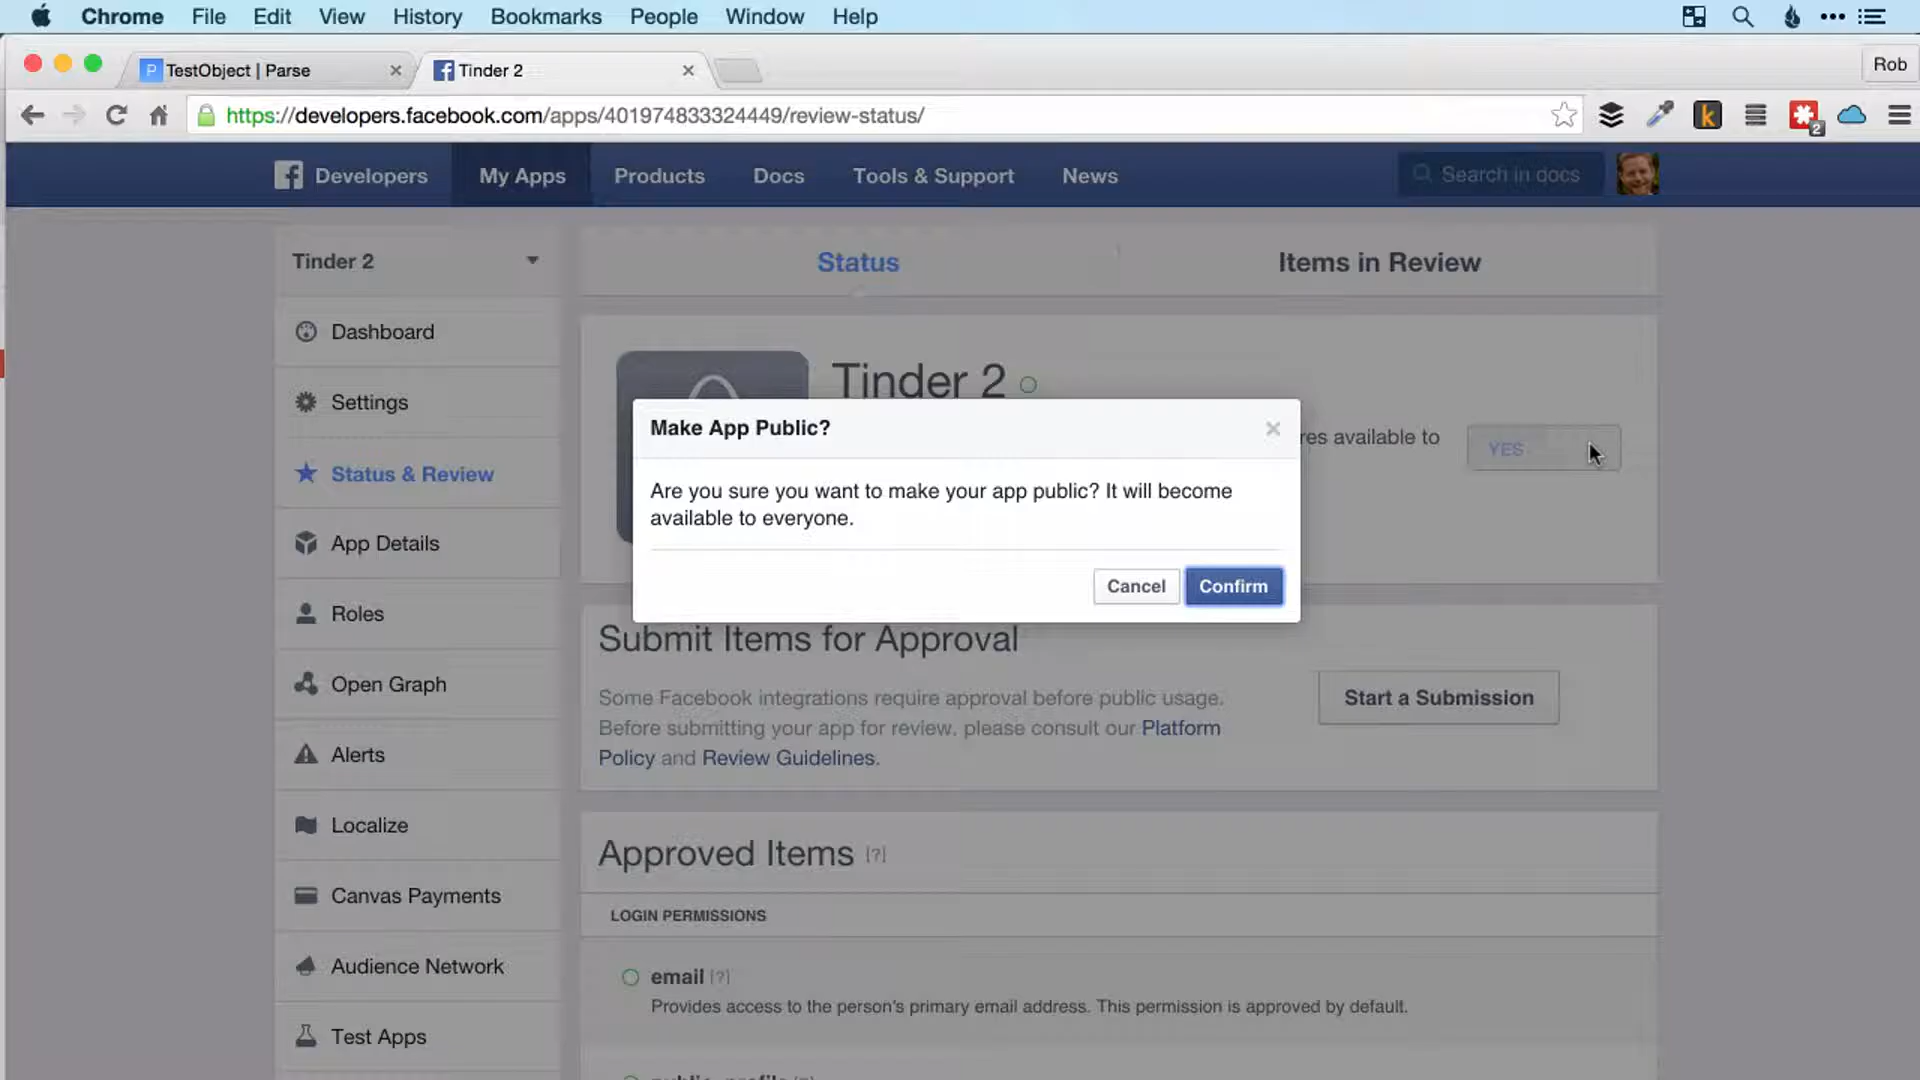 Chrome File Edit View History Bookmarks People Window Help
TestObject | Parse
Tinder 2
Rob
https://developers.facebook.com/apps/401974833324449/review-status/
2
Developers My Apps Products Docs Tools & Support News
Search in docs
Tinder 2
Status
Items in Review
Dashboard
Settings
Status & Review
App Details
Roles
Open Graph
Alerts
Localize
Canvas Payments
Audience Network
Test Apps
Tinder 2
res available to
YES
Make App Public?
Are you sure you want to make your app public? It will become
available to everyone.
Cancel Confirm
Submit Items for Approval
Some Facebook integrations require approval before public usage.
Before submitting your app for review, please consult our Platform
Policy and Review Guidelines.
Start a Submission
Approved Items [?]
LOGIN PERMISSIONS
email [?]
Provides access to the person's primary email address. This permission is approved by default.